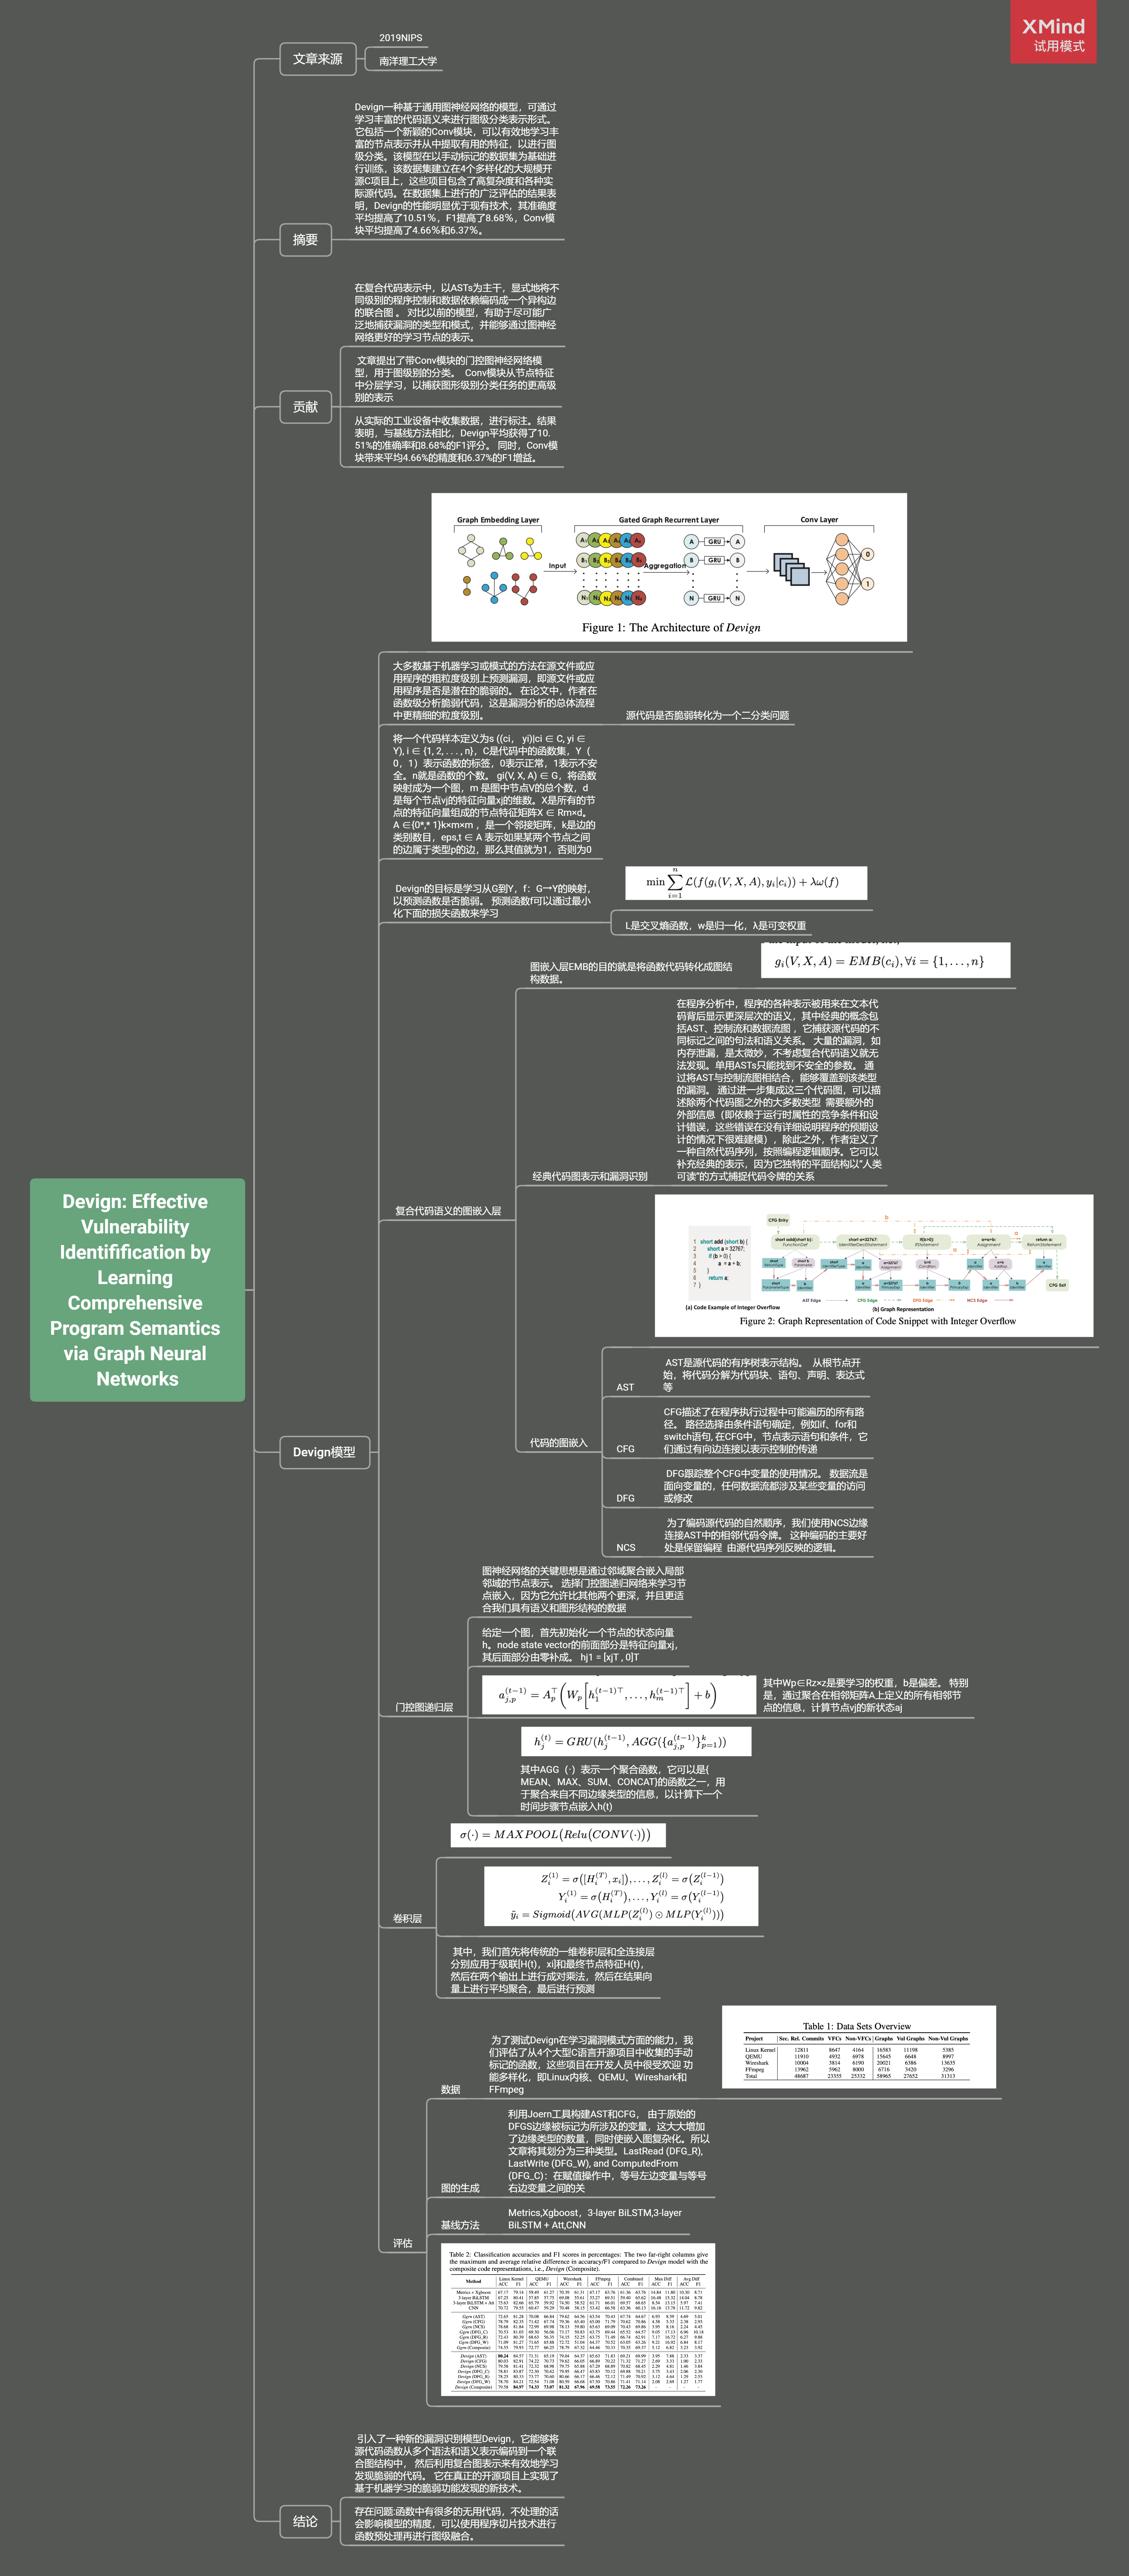 XMind
试用模式
文章来源
2019NIPS
南洋理工大学
摘要
Devign一种基于通用图神经网络的模型，可通过
学习丰富的代码语义来进行图级分类表示形式。
它包括一个新颖的Conv模块，可以有效地学习丰
富的节点表示并从中提取有用的特征，以进行图
级分类。该模型在以手动标记的数据集为基础进
行训练，该数据集建立在4个多样化的大规模开
源C项目上，这些项目包含了高复杂度和各种实
际源代码。在数据集上进行的广泛评估的结果表
明，Devign的性能明显优于现有技术，其准确度
平均提高了10.51%，F1提高了8.68%，Conv模
块平均提高了4.66%和6.37%。
贡献
在复合代码表示中，以ASTs为主干，显式地将不
同级别的程序控制和数据依赖编码成一个异构边
的联合图 。 对比以前的模型，有助于尽可能广
泛地捕获漏洞的类型和模式，并能够通过图神经
网络更好的学习节点的表示。
文章提出了带Conv模块的门控图神经网络模
型，用于图级别的分类。 Conv模块从节点特征
中分层学习，以捕获图形级别分类任务的更高级
别的表示
从实际的工业设备中收集数据，进行标注。结果
表明，与基线方法相比，Devign平均获得了10.
51%的准确率和8.68%的F1评分。 同时，Conv模
块带来平均4.66%的精度和6.37%的F1增益。
Devign: Effective
Vulnerability
Identifification by
Learning
Comprehensive
Program Semantics
via Graph Neural
Networks
Devign模型
Graph Embedding Layer
Gated Graph Recurrent Layer
Conv Layer
Input
Aggregation
GRU
GRU
GRU
Figure 1: The Architecture of Devign
大多数基于机器学习或模式的方法在源文件或应
用程序的粗粒度级别上预测漏洞，即源文件或应
用程序是否是潜在的脆弱的。 在论文中，作者在
函数级分析脆弱代码，这是漏洞分析的总体流程
中更精细的粒度级别。
源代码是否脆弱转化为一个二分类问题
将一个代码样本定义为s ((ci， yi)|ci ∈ C, yi ∈
Y), i ∈ {1, 2, . . . , n}，C是代码中的函数集，Y（
0，1）表示函数的标签，0表示正常，1表示不安
全。n就是函数的个数。 gi(V, X, A) ∈ G，将函数
映射成为一个图，m 是图中节点V的总个数，d
是每个节点vj的特征向量xj的维数。X是所有的节
点的特征向量组成的节点特征矩阵X ∈ Rm×d。
A ∈{0*,* 1}k×m×m ，是一个邻接矩阵，k是边的
类别数目，eps,t ∈ A 表示如果某两个节点之间
的边属于类型p的边，那么其值就为1，否则为0
Devign的目标是学习从G到Y，f：G→Y的映射，
以预测函数是否脆弱。 预测函数f可以通过最小
化下面的损失函数来学习
min ∑ L(f(g_i(V, X, A), y_i|c_i)) + λω(f)
L是交叉熵函数，w是归一化，λ是可变权重
复合代码语义的图嵌入层
图嵌入层EMB的目的就是将函数代码转化成图结
构数据。
g_i(V, X, A) = EMB(c_i), ∀i = {1, . . . , n}
经典代码图表示和漏洞识别
在程序分析中，程序的各种表示被用来在文本代
码背后显示更深层次的语义，其中经典的概念包
括AST、控制流和数据流图 ，它捕获源代码的不
同标记之间的句法和语义关系。 大量的漏洞，如
内存泄漏，是太微妙，不考虑复合代码语义就无
法发现。单用ASTs只能找到不安全的参数。 通
过将AST与控制流图相结合，能够覆盖到该类型
的漏洞。 通过进一步集成这三个代码图，可以描
述除两个代码图之外的大多数类型 需要额外的
外部信息（即依赖于运行时属性的竞争条件和设
计错误，这些错误在没有详细说明程序的预期设
计的情况下很难建模），除此之外，作者定义了
一种自然代码序列，按照编程逻辑顺序。它可以
补充经典的表示，因为它独特的平面结构以“人类
可读”的方式捕捉代码令牌的关系
代码的图嵌入
1 short add (short b) {
2 short a = 32767;
3 if (b > 0) {
4 a = a + b;
5 }
6 return a;
7 }
(a) Code Example of Integer Overflow
CFG Entry
CFG Exit
AST Edge
CFG Edge
DFG Edge
NCS Edge
(b) Graph Representation
Figure 2: Graph Representation of Code Snippet with Integer Overflow
AST
AST是源代码的有序树表示结构。 从根节点开
始，将代码分解为代码块、语句、声明、表达式
等
CFG
CFG描述了在程序执行过程中可能遍历的所有路
径。 路径选择由条件语句确定，例如if、for和
switch语句, 在CFG中，节点表示语句和条件，它
们通过有向边连接以表示控制的传递
DFG
DFG跟踪整个CFG中变量的使用情况。 数据流是
面向变量的，任何数据流都涉及某些变量的访问
或修改
NCS
为了编码源代码的自然顺序，我们使用NCS边缘
连接AST中的相邻代码令牌。 这种编码的主要好
处是保留编程 由源代码序列反映的逻辑。
门控图递归层
图神经网络的关键思想是通过邻域聚合嵌入局部
邻域的节点表示。 选择门控图递归网络来学习节
点嵌入，因为它允许比其他两个更深，并且更适
合我们具有语义和图形结构的数据
给定一个图，首先初始化一个节点的状态向量
h。node state vector的前面部分是特征向量xj，
其后面部分由零补成。 hj1 = [xjT , 0]T
a_{j,p}^{(t−1)} = A_p^⊤ (W_p [h_1^{(t−1)⊤}, . . . , h_m^{(t−1)⊤}] + b)
其中Wp∈Rz×z是要学习的权重，b是偏差。 特别
是，通过聚合在相邻矩阵A上定义的所有相邻节
点的信息，计算节点vj的新状态aj
h_j^{(t)} = GRU(h_j^{(t−1)}, AGG({a_{j,p}^{(t−1)}}_{p=1}^k))
其中AGG（·）表示一个聚合函数，它可以是{
MEAN、MAX、SUM、CONCAT}的函数之一，用
于聚合来自不同边缘类型的信息，以计算下一个
时间步骤节点嵌入h(t)
卷积层
σ(·) = MAXPOOL(Relu(CONV(·)))
Z_i^{(1)} = σ([H_i^{(T)}, x_i]), . . . , Z_i^{(l)} = σ(Z_i^{(l−1)})
Y_i^{(1)} = σ(H_i^{(T)}), . . . , Y_i^{(l)} = σ(Y_i^{(l−1)})
ỹ_i = Sigmoid(AVG(MLP(Z_i^{(l)}) ⊙ MLP(Y_i^{(l)})))
其中，我们首先将传统的一维卷积层和全连接层
分别应用于级联[H(t)，xi]和最终节点特征H(t)，
然后在两个输出上进行成对乘法，然后在结果向
量上进行平均聚合，最后进行预测
评估
数据
为了测试Devign在学习漏洞模式方面的能力，我
们评估了从4个大型C语言开源项目中收集的手动
标记的函数，这些项目在开发人员中很受欢迎 功
能多样化，即Linux内核、QEMU、Wireshark和
FFmpeg
Table 1: Data Sets Overview
Project Sec. Rel. Commits VFCs Non-VFCs Graphs Vul Graphs Non-Vul Graphs
Linux Kernel 12811 8647 4164 16583 11198 5385
QEMU 11910 4932 6978 15645 6648 8997
Wireshark 10004 3814 6190 20021 6386 13635
FFmpeg 13962 5962 8000 6716 3420 3296
Total 48687 23355 25332 58965 27652 31313
图的生成
利用Joern工具构建AST和CFG， 由于原始的
DFGS边缘被标记为所涉及的变量，这大大增加
了边缘类型的数量，同时使嵌入图复杂化。所以
文章将其划分为三种类型。LastRead (DFG_R),
LastWrite (DFG_W), and ComputedFrom
(DFG_C)：在赋值操作中，等号左边变量与等号
右边变量之间的关
基线方法
Metrics,Xgboost，3-layer BiLSTM,3-layer
BiLSTM + Att,CNN
Table 2: Classification accuracies and F1 scores in percentages: The two far-right columns give
the maximum and average relative difference in accuracy/F1 compared to Devign model with the
composite code representations, i.e., Devign (Composite).
结论
引入了一种新的漏洞识别模型Devign，它能够将
源代码函数从多个语法和语义表示编码到一个联
合图结构中， 然后利用复合图表示来有效地学习
发现脆弱的代码。 它在真正的开源项目上实现了
基于机器学习的脆弱功能发现的新技术。
存在问题:函数中有很多的无用代码，不处理的话
会影响模型的精度，可以使用程序切片技术进行
函数预处理再进行图级融合。